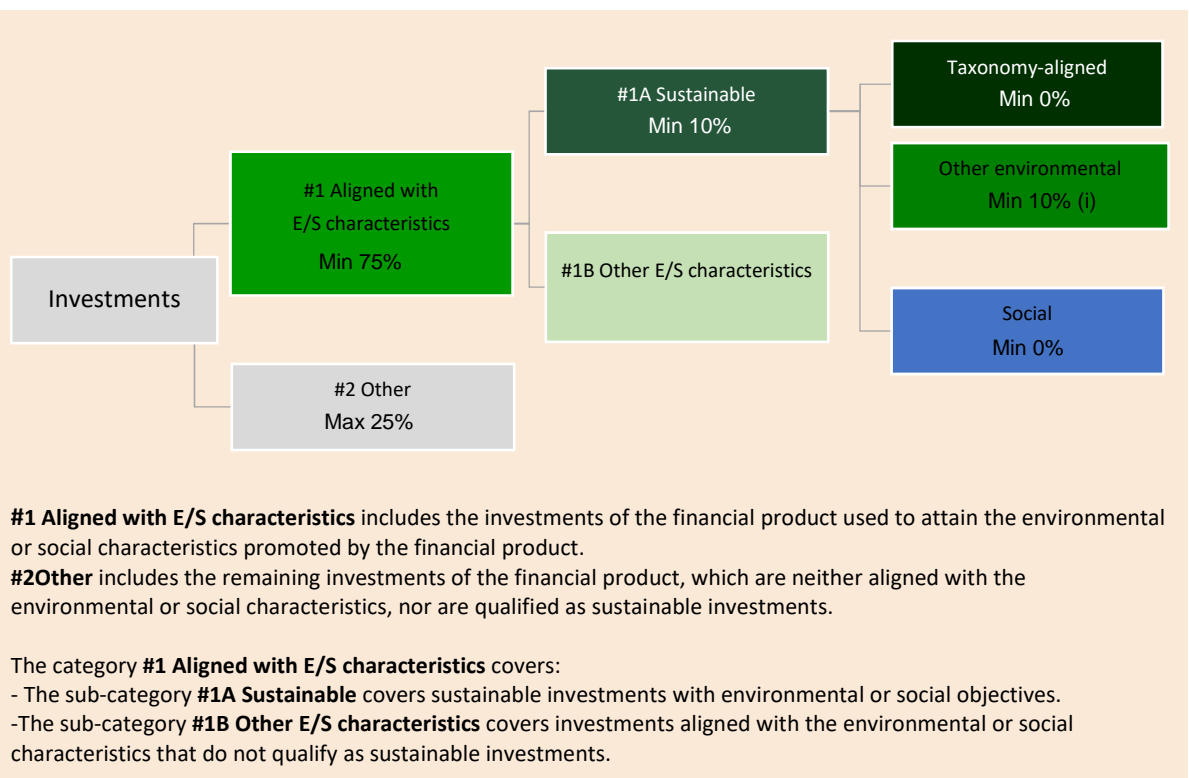 Investments
#1 Aligned with
E/S characteristics
Min 75%
#2 Other
Max 25%
#1A Sustainable
Min 10%
#1B Other E/S characteristics
Taxonomy-aligned
Min 0%
Other environmental
Min 10% (i)
Social
Min 0%
#1 Aligned with E/S characteristics includes the investments of the financial product used to attain the environmental
or social characteristics promoted by the financial product.
#2Other includes the remaining investments of the financial product, which are neither aligned with the
environmental or social characteristics, nor are qualified as sustainable investments.
The category #1 Aligned with E/S characteristics covers:
- The sub-category #1A Sustainable covers sustainable investments with environmental or social objectives.
-The sub-category #1B Other E/S characteristics covers investments aligned with the environmental or social
characteristics that do not qualify as sustainable investments.